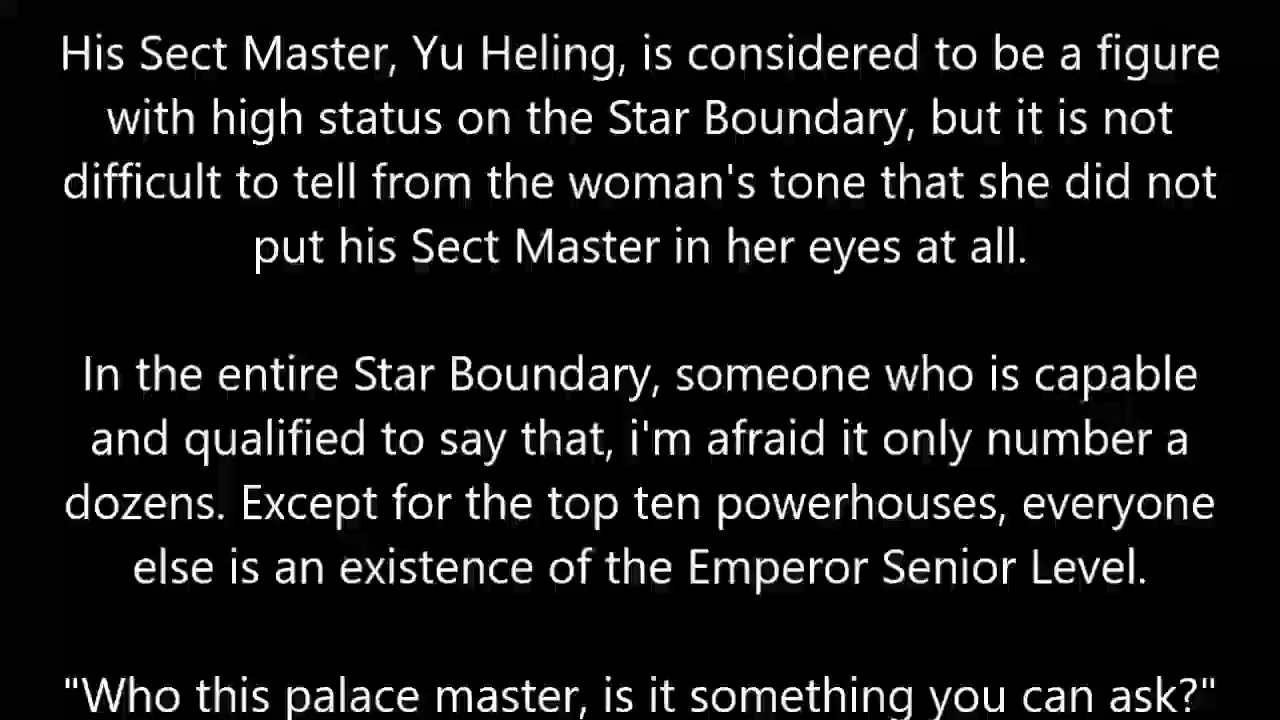 His Sect Master, Yu Heling, is considered to be a figure
with high status on the Star Boundary, but it is not
difficult to tell from the woman's tone that she did not
put his Sect Master in her eyes at all.
In the entire Star Boundary, someone who is capable
and qualified to say that, i'm afraid it only number a
dozens. Except for the top ten powerhouses, everyone
else is an existence of the Emperor Senior Level.
"Who this palace master, is it something you can ask?"